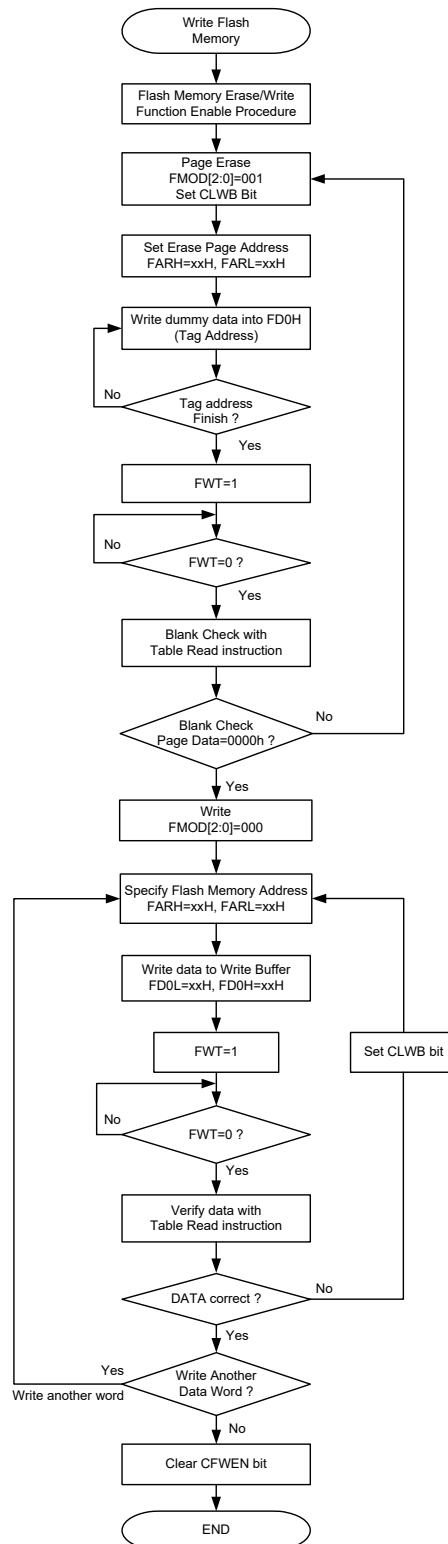 Write Flash
Memory
Flash Memory Erase/Write
Function Enable Procedure
Page Erase
FMOD[2:0]=001
Set CLWB Bit
Set Erase Page Address
FARH=xxH, FARL=xxH
Write dummy data into FD0H
(Tag Address)
No
Tag address
Finish ?
Yes
FWT=1
No
FWT=0 ?
Yes
Blank Check with
Table Read instruction
No
Blank Check
Page Data=0000h ?
Yes
Write
FMOD[2:0]=000
Specify Flash Memory Address
FARH=xxH, FARL=xxH
Write data to Write Buffer
FD0L=xxH, FD0H=xxH
FWT=1
Set CLWB bit
No
FWT=0 ?
Yes
Verify data with
Table Read instruction
No
DATA correct ?
Yes
Yes
Write Another
Data Word ?
Write another word
No
Clear CFWEN bit
END